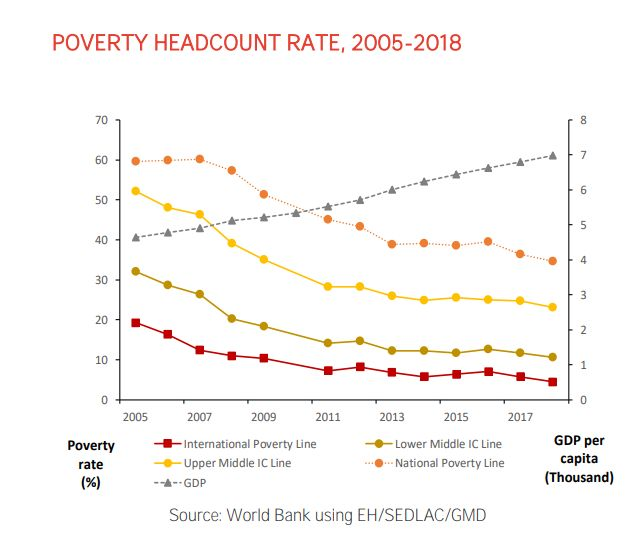 POVERTY HEADCOUNT RATE, 2005-2018
70 8
60 7
50 6
40 5
30 4
20 3
10 2
0 1
0
2005 2007 2009 2011 2013 2015 2017
Poverty
rate
(%)
International Poverty Line Lower Middle IC Line
Upper Middle IC Line National Poverty Line
GDP
GDP per
capita
(Thousand)
Source: World Bank using EH/SEDLAC/GMD